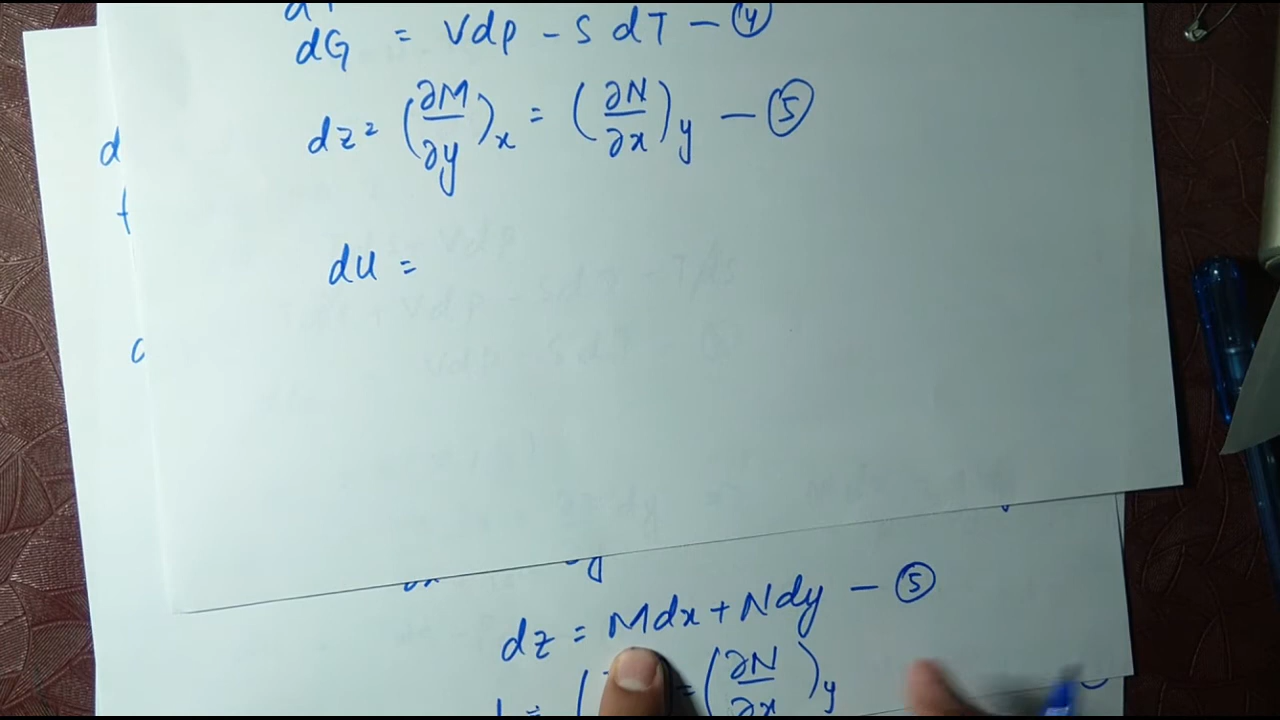 dG = Vdp - S dT - ④
dz = (∂M/∂y)x = (∂N/∂x)y - ⑤
du =
d
f
dz = Mdx + Ndy - ⑤
= (∂N/∂x)y